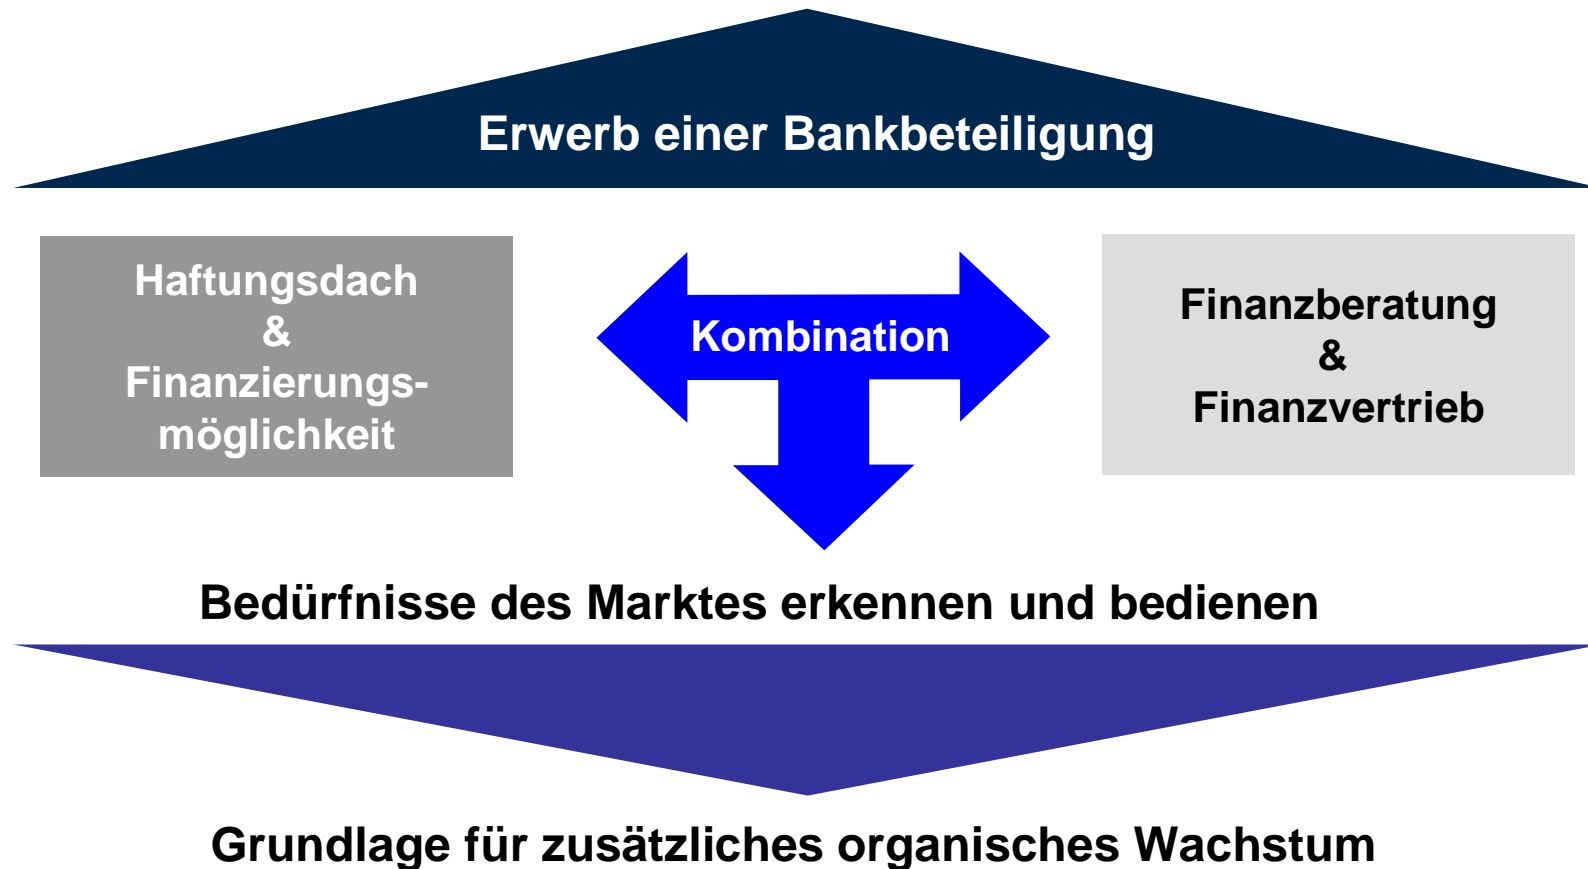 Erwerb einer Bankbeteiligung
Haftungsdach
&
Finanzierungs-
möglichkeit
Kombination
Finanzberatung
&
Finanzvertrieb
Bedürfnisse des Marktes erkennen und bedienen
Grundlage für zusätzliches organisches Wachstum